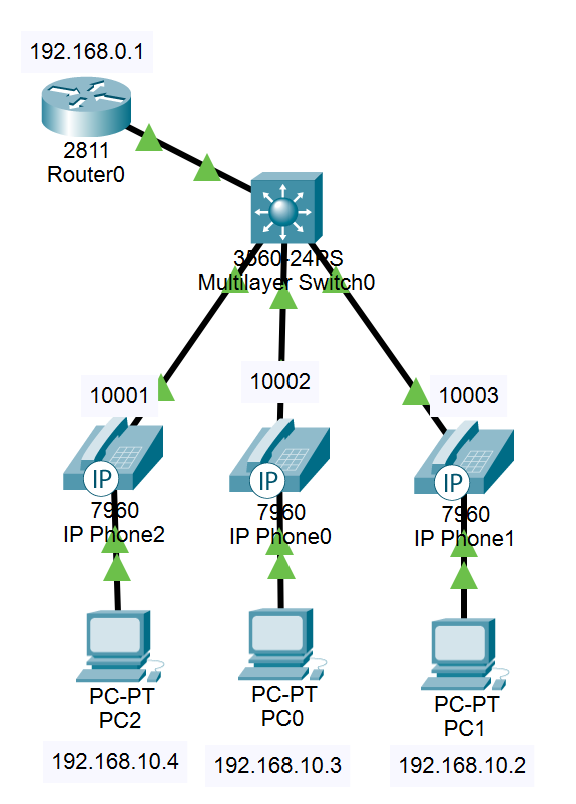 192.168.0.1
2811
Router0
3560-24PS
Multilayer Switch0
10001
10002
10003
IP
IP
IP
7960
IP Phone2
7960
IP Phone0
7960
IP Phone1
PC-PT
PC2
PC-PT
PC0
PC-PT
PC1
192.168.10.4
192.168.10.3
192.168.10.2